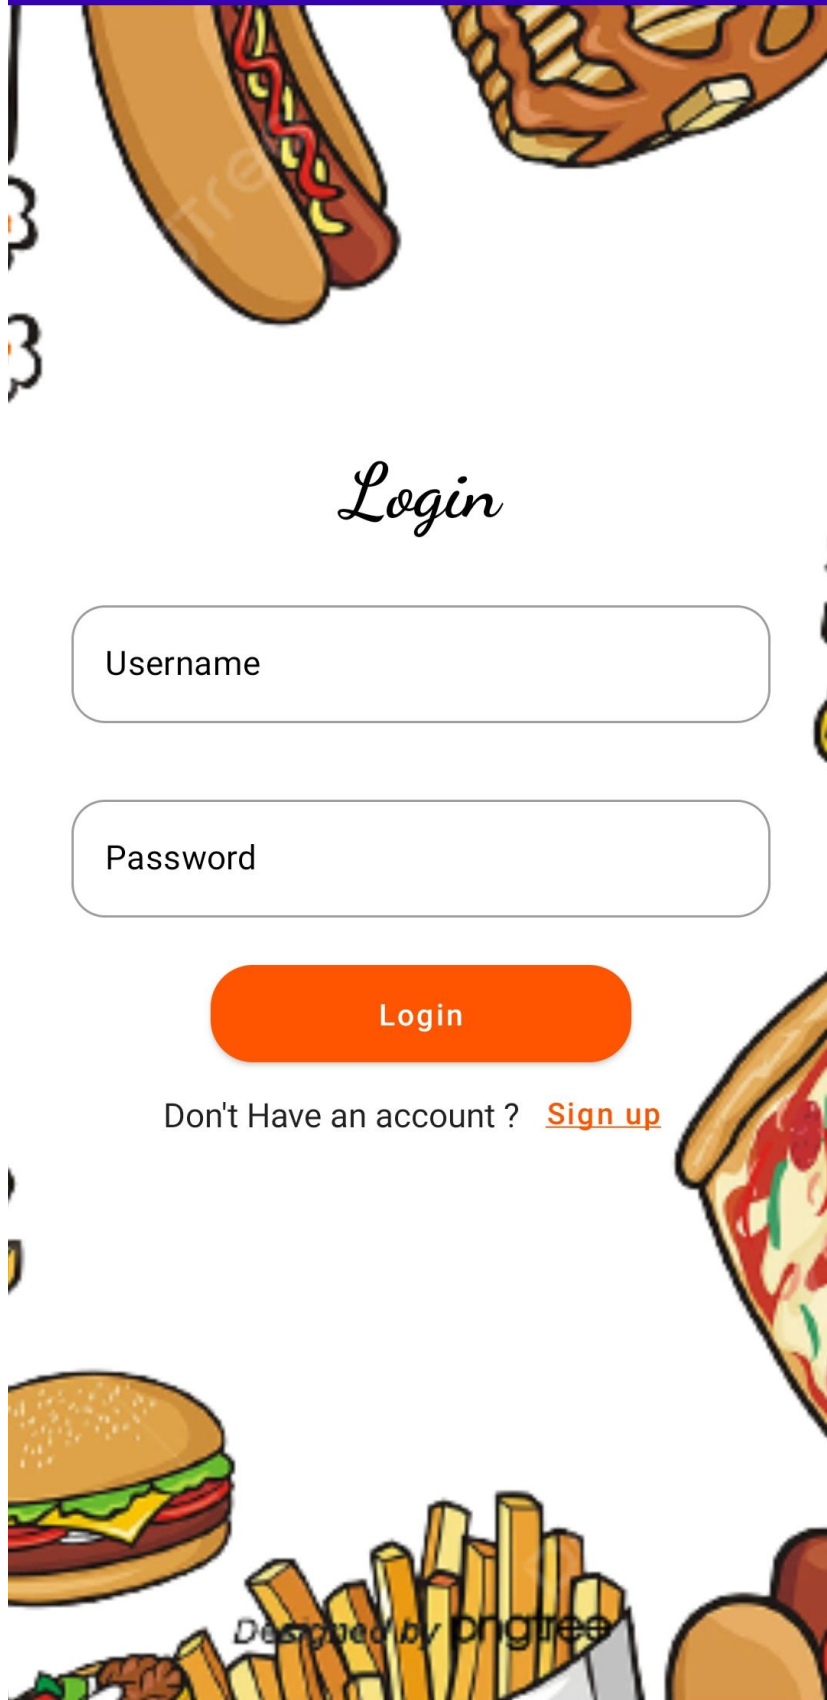 Login
Username
Password
Login
Don't Have an account ? Sign up
Designed by pngtree